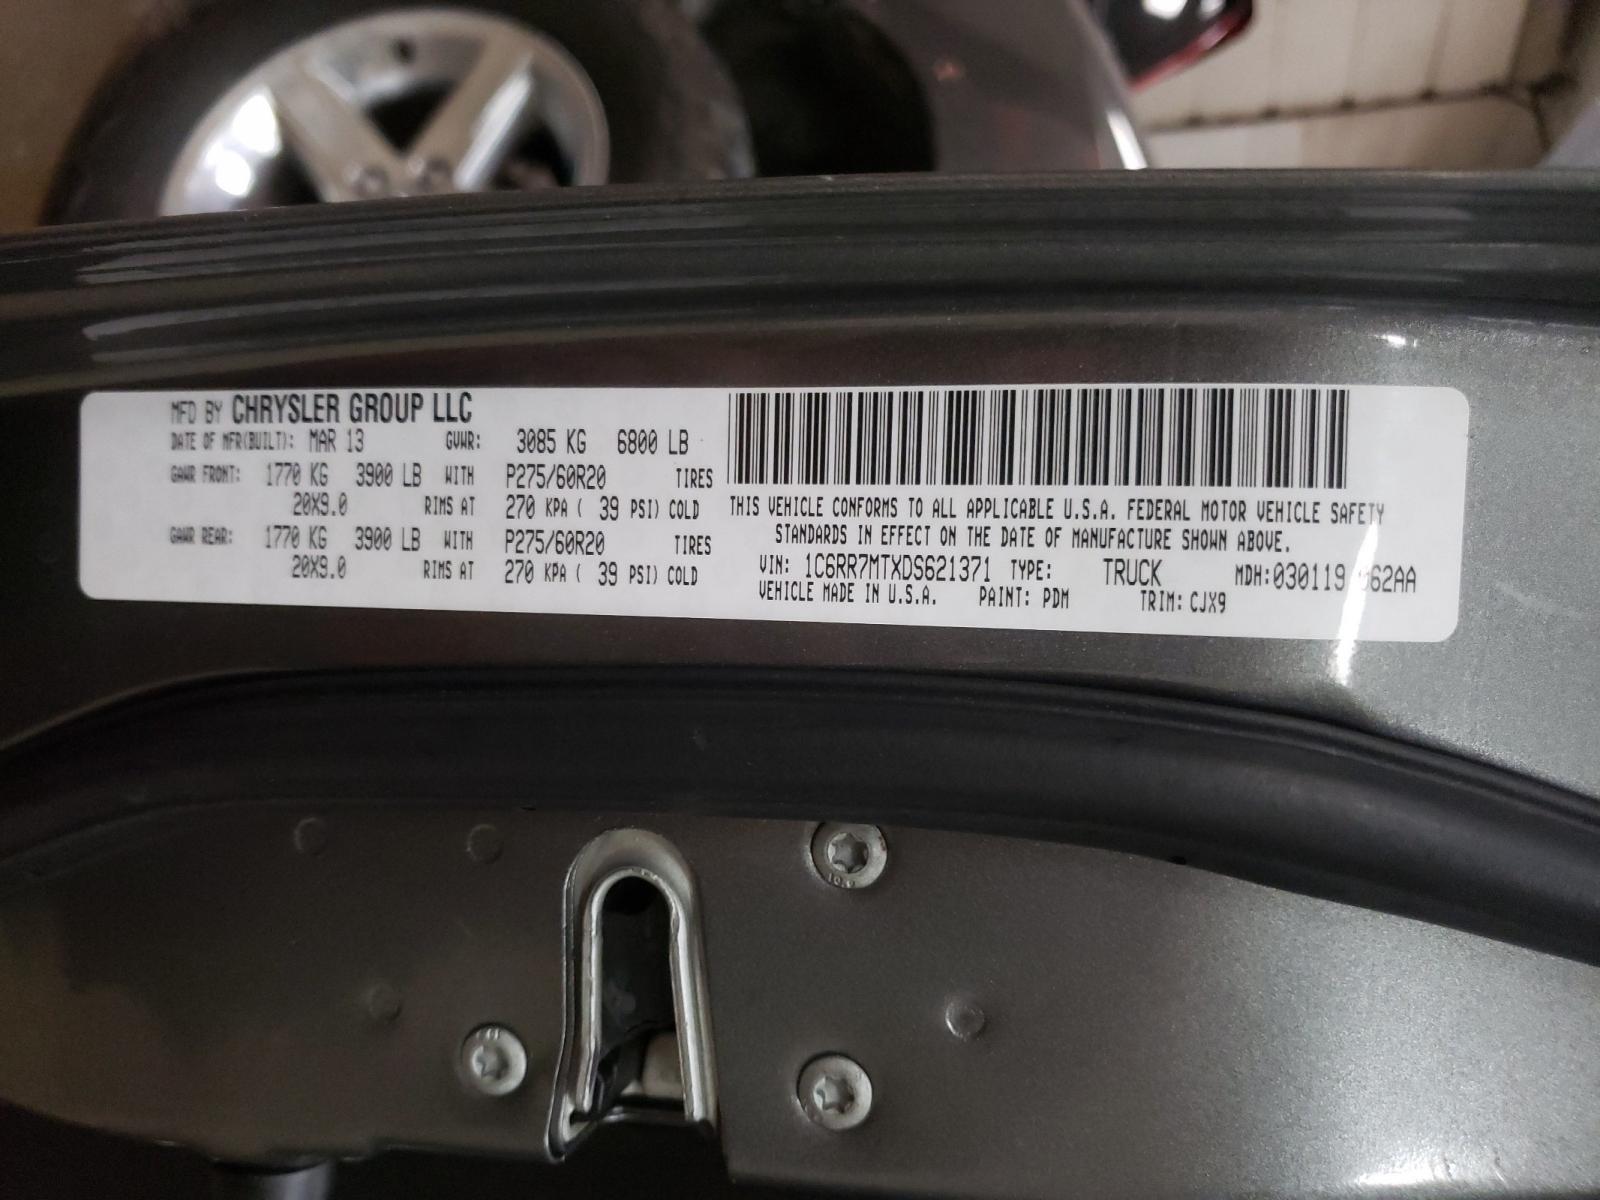 MFD BY CHRYSLER GROUP LLC
DATE OF MFR(BUILT): MAR 13 GVWR: 3085 KG 6800 LB
GAWR FRONT: 1770 KG 3900 LB WITH P275/60R20 TIRES
20X9.0 RIMS AT 270 KPA ( 39 PSI) COLD
GAWR REAR: 1770 KG 3900 LB WITH P275/60R20 TIRES
20X9.0 RIMS AT 270 KPA ( 39 PSI) COLD
THIS VEHICLE CONFORMS TO ALL APPLICABLE U.S.A. FEDERAL MOTOR VEHICLE SAFETY
STANDARDS IN EFFECT ON THE DATE OF MANUFACTURE SHOWN ABOVE.
VIN: 1C6RR7MTXDS621371 TYPE: TRUCK MDH:030119
VEHICLE MADE IN U.S.A. PAINT: PDM TRIM: CJX9